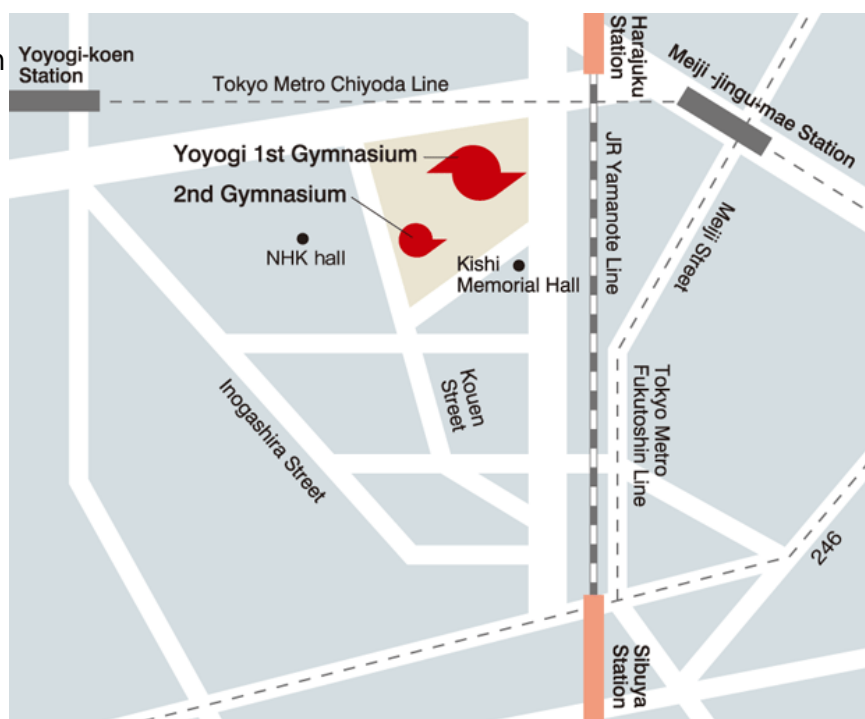 n
Yoyogi-koen
Station
Tokyo Metro Chiyoda Line
Harajuku
Station
Meiji -jingu-mae Station
Yoyogi 1st Gymnasium
2nd Gymnasium
NHK hall
Kishi
Memorial Hall
JR Yamanote Line
Meiji Street
Inogashira Street
Kouen
Street
Tokyo Metro
Fukutoshin Line
246
Sibuya
Station